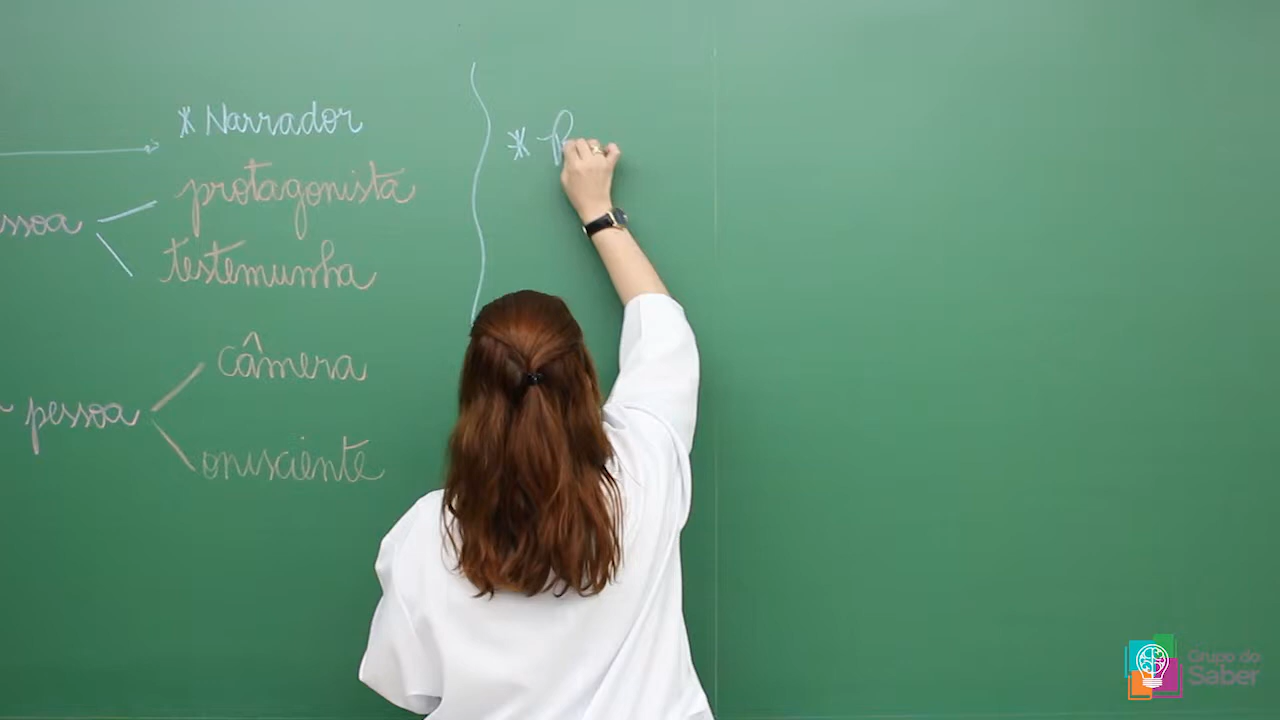 * Narrador
ssoa
protagonista
testemunha
câmera
pessoa
onisciente
* P
Grupo do
Saber